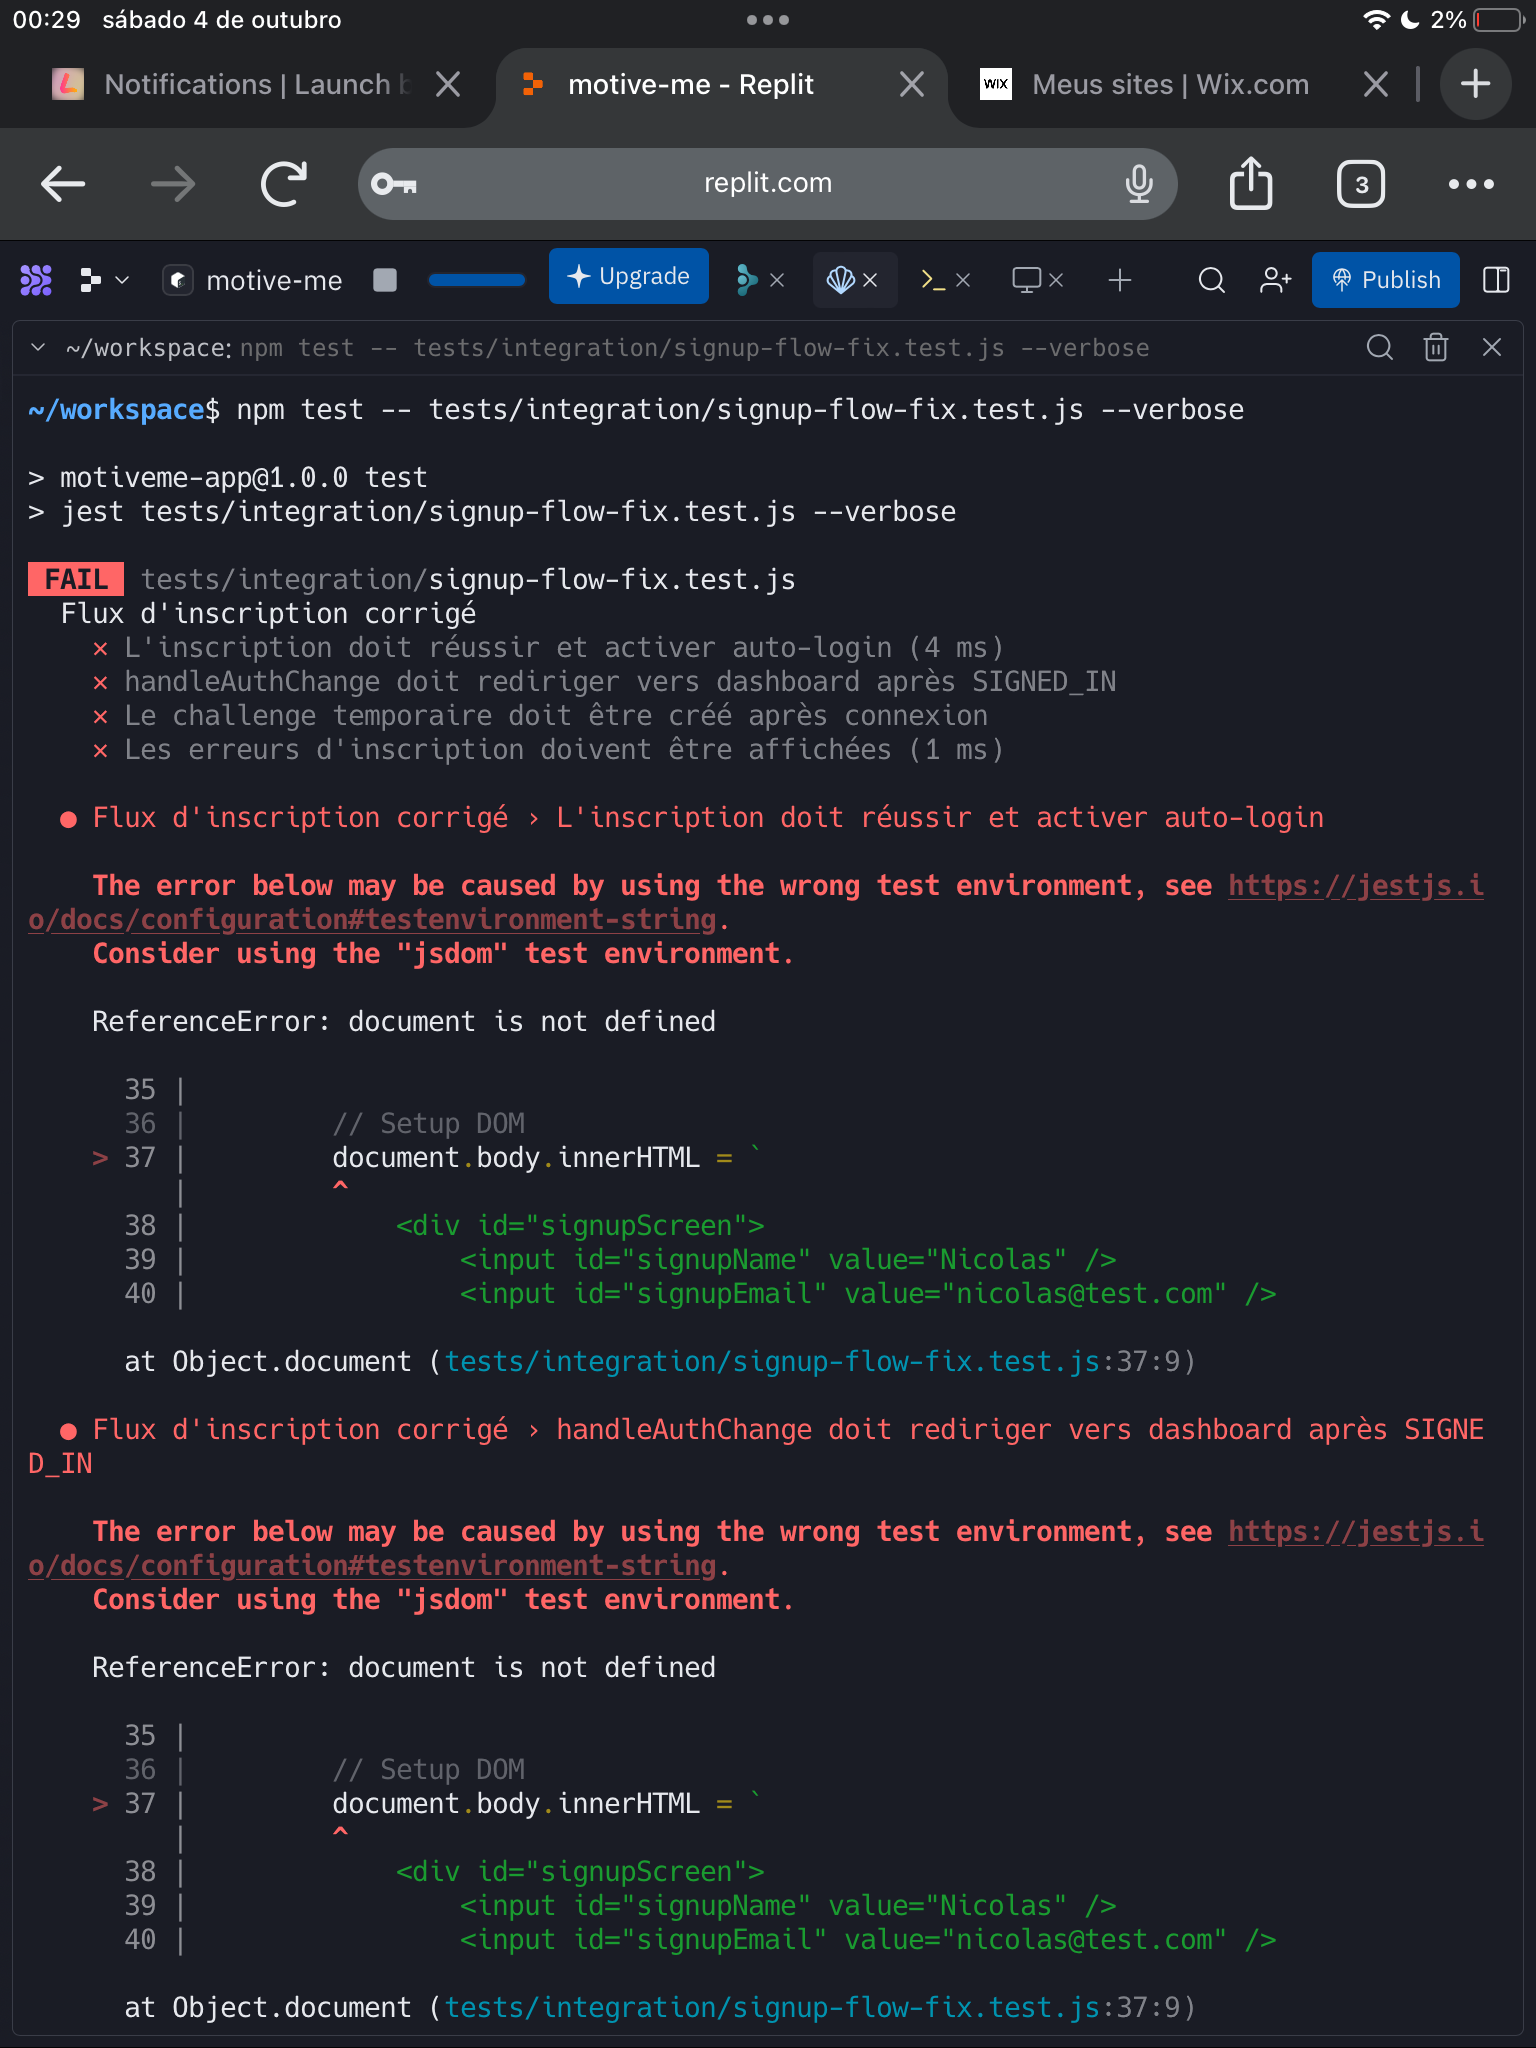 00:29 sábado 4 de outubro
2%
Notifications | Launch b
motive-me - Replit
WIX
Meus sites | Wix.com
replit.com
3
motive-me
Upgrade
Publish
~/workspace: npm test -- tests/integration/signup-flow-fix.test.js --verbose
~/workspace$ npm test -- tests/integration/signup-flow-fix.test.js --verbose
> motiveme-app@1.0.0 test
> jest tests/integration/signup-flow-fix.test.js --verbose
FAIL tests/integration/signup-flow-fix.test.js
Flux d'inscription corrigé
× L'inscription doit réussir et activer auto-login (4 ms)
× handleAuthChange doit rediriger vers dashboard après SIGNED_IN
× Le challenge temporaire doit être créé après connexion
× Les erreurs d'inscription doivent être affichées (1 ms)
● Flux d'inscription corrigé › L'inscription doit réussir et activer auto-login
The error below may be caused by using the wrong test environment, see https://jestjs.i
o/docs/configuration#testenvironment-string.
Consider using the "jsdom" test environment.
ReferenceError: document is not defined
35 |
36 | // Setup DOM
> 37 | document.body.innerHTML = `
| ^
38 | <div id="signupScreen">
39 | <input id="signupName" value="Nicolas" />
40 | <input id="signupEmail" value="nicolas@test.com" />
at Object.document (tests/integration/signup-flow-fix.test.js:37:9)
● Flux d'inscription corrigé › handleAuthChange doit rediriger vers dashboard après SIGNE
D_IN
The error below may be caused by using the wrong test environment, see https://jestjs.i
o/docs/configuration#testenvironment-string.
Consider using the "jsdom" test environment.
ReferenceError: document is not defined
35 |
36 | // Setup DOM
> 37 | document.body.innerHTML = `
| ^
38 | <div id="signupScreen">
39 | <input id="signupName" value="Nicolas" />
40 | <input id="signupEmail" value="nicolas@test.com" />
at Object.document (tests/integration/signup-flow-fix.test.js:37:9)